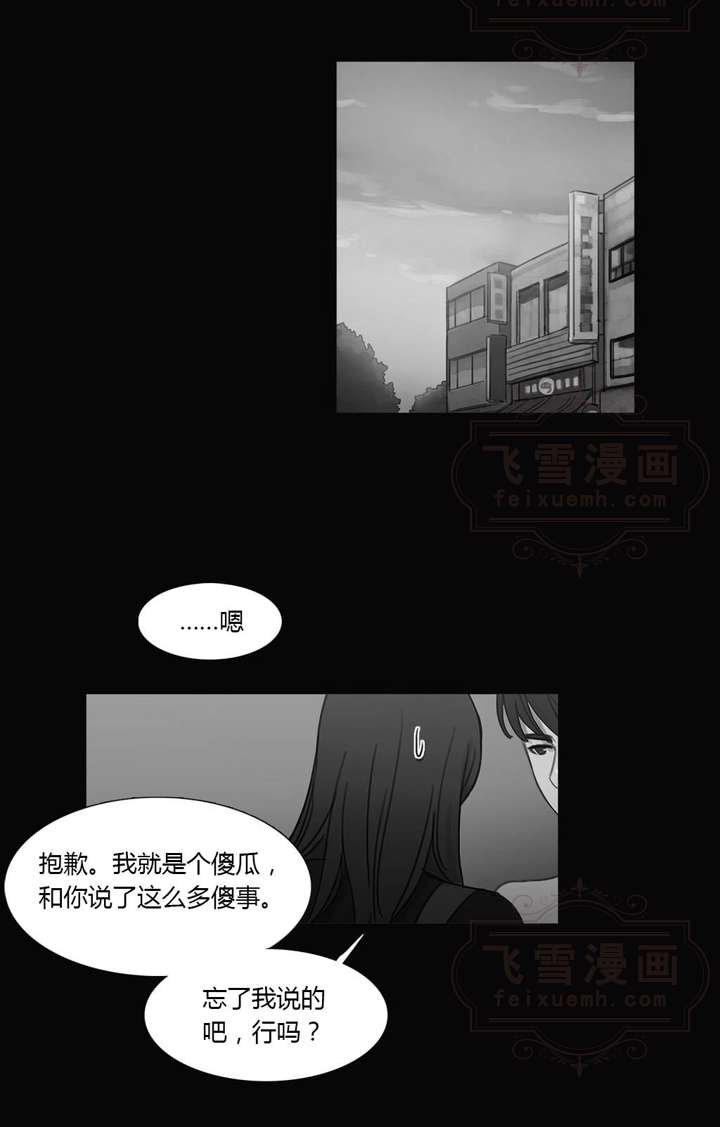 飞雪漫画
feixuemh.com
……嗯
抱歉。我就是个傻瓜，
和你说了这么多傻事。
忘了我说的
吧，行吗？
飞雪漫画
feixuemh.com